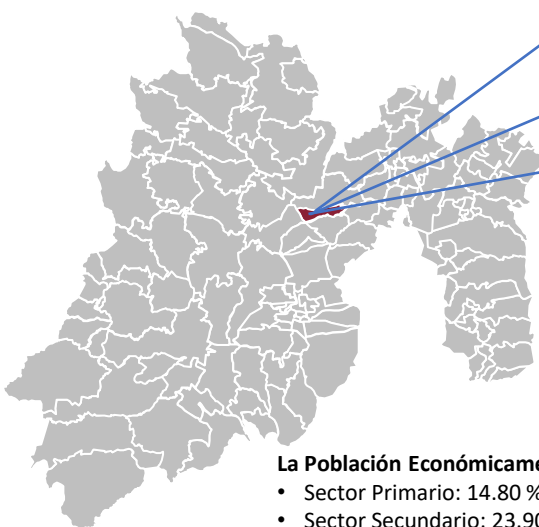 La Población Económicame
• Sector Primario: 14.80 %
• Sector Secundario: 23.90